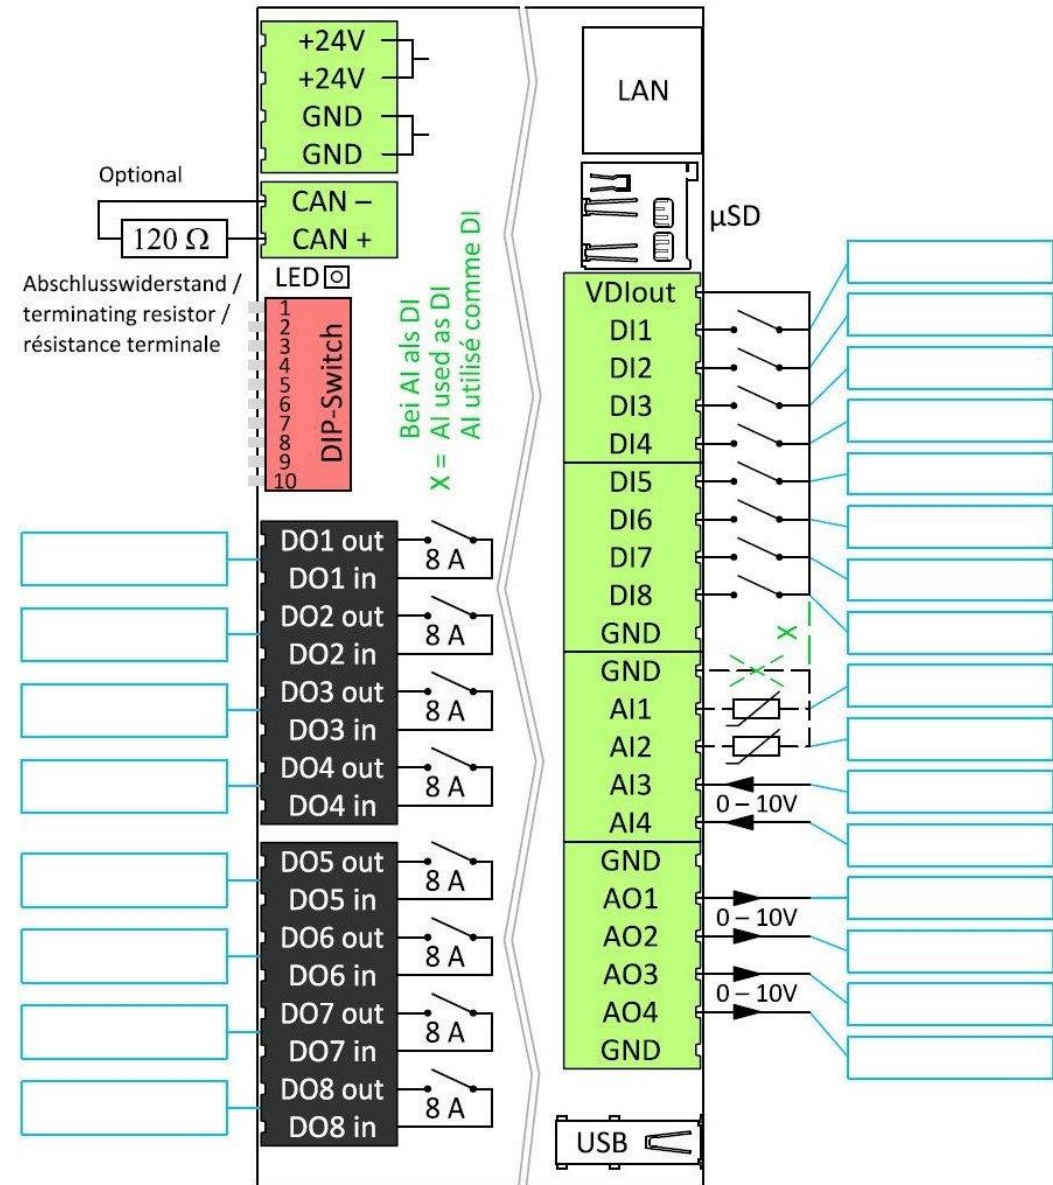 +24V
+24V
GND
GND
Optional
CAN –
CAN +
120 Ω
Abschlusswiderstand /
terminating resistor /
résistance terminale
LED
1
2
3
4
5
6
7
8
9
10
DIP-Switch
Bei AI als DI
X = AI used as DI
AI utilisé comme DI
DO1 out
DO1 in
8 A
DO2 out
DO2 in
8 A
DO3 out
DO3 in
8 A
DO4 out
DO4 in
8 A
DO5 out
DO5 in
8 A
DO6 out
DO6 in
8 A
DO7 out
DO7 in
8 A
DO8 out
DO8 in
8 A
LAN
µSD
VDIout
DI1
DI2
DI3
DI4
DI5
DI6
DI7
DI8
GND
X
GND
AI1
AI2
AI3
0 – 10V
AI4
GND
AO1
0 – 10V
AO2
AO3
0 – 10V
AO4
GND
USB